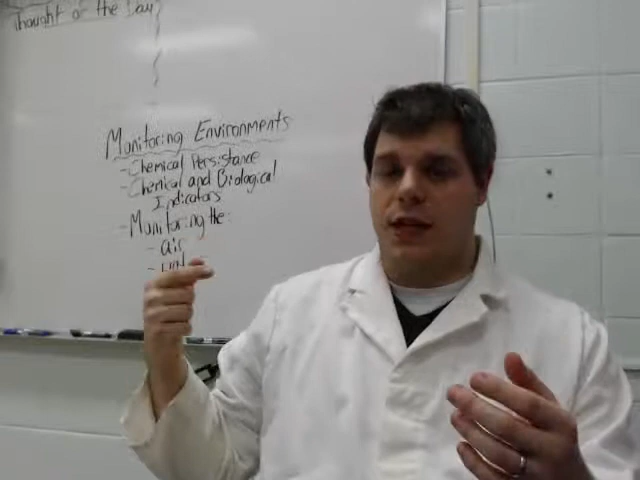 Thought of the Day
Monitoring Environments
- Chemical Persistance
- Chemical and Biological
Indicators
- Monitoring the:
- air
-